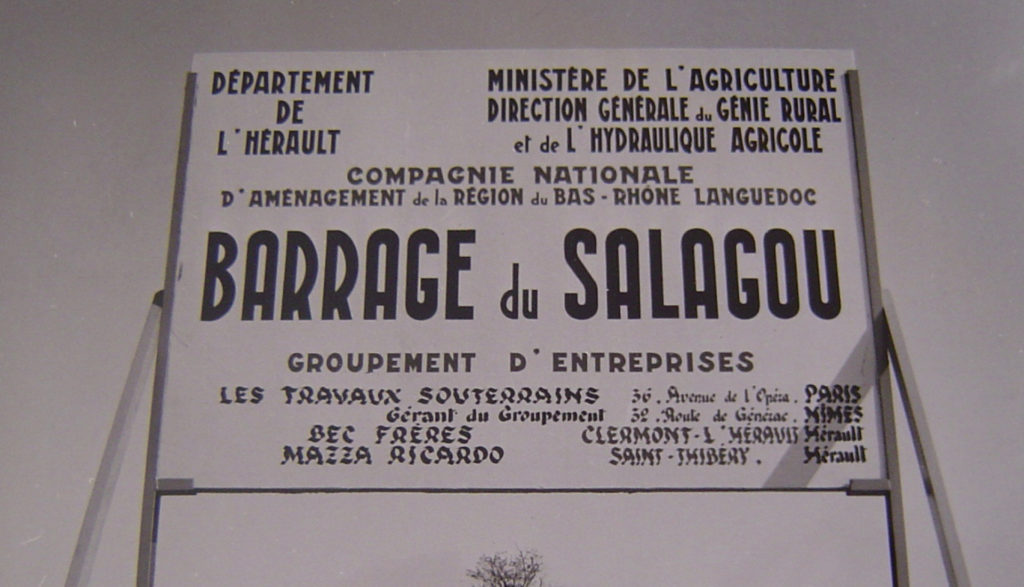 DÉPARTEMENT
DE
L'HÉRAULT
MINISTÈRE DE L'AGRICULTURE
DIRECTION GÉNÉRALE du GÉNIE RURAL
et de L'HYDRAULIQUE AGRICOLE
COMPAGNIE NATIONALE
D'AMÉNAGEMENT de la RÉGION du BAS-RHÔNE LANGUEDOC
BARRAGE du SALAGOU
GROUPEMENT D'ENTREPRISES
LES TRAVAUX SOUTERRAINS 36, Avenue de l'Opéra. PARIS
Gérant du Groupement 32, Route de Générac. NIMES
BEC FRÈRES CLERMONT-L'HÉRAULT Hérault
MAZZA RICARDO SAINT-THIBÉRY. Hérault